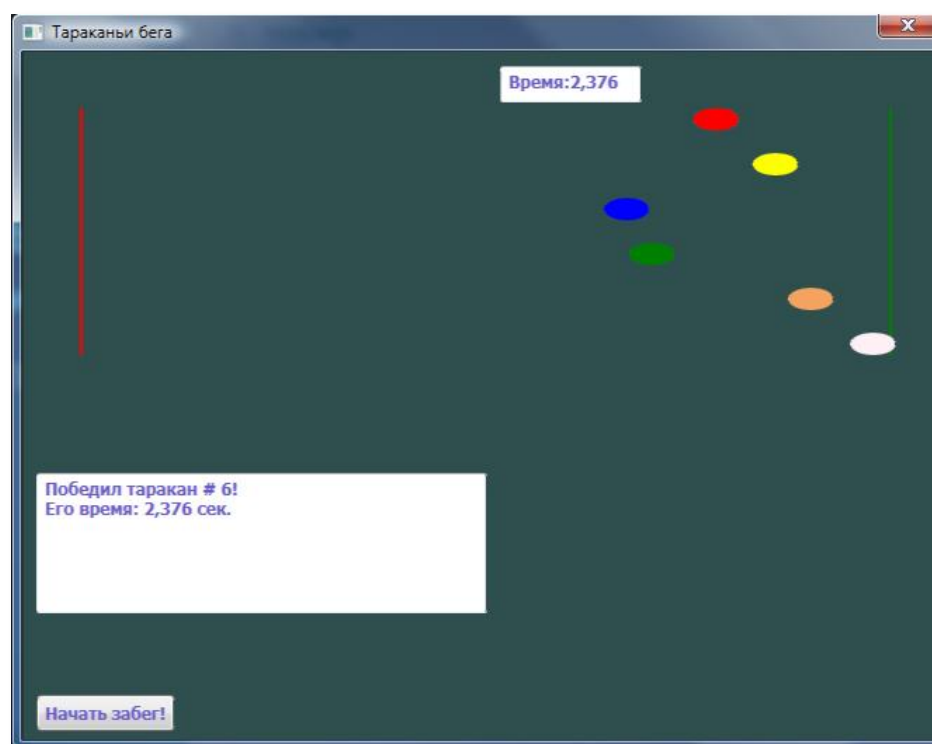 Тараканьи бега
Время:2,376
Победил таракан # 6!
Его время: 2,376 сек.
Начать забег!